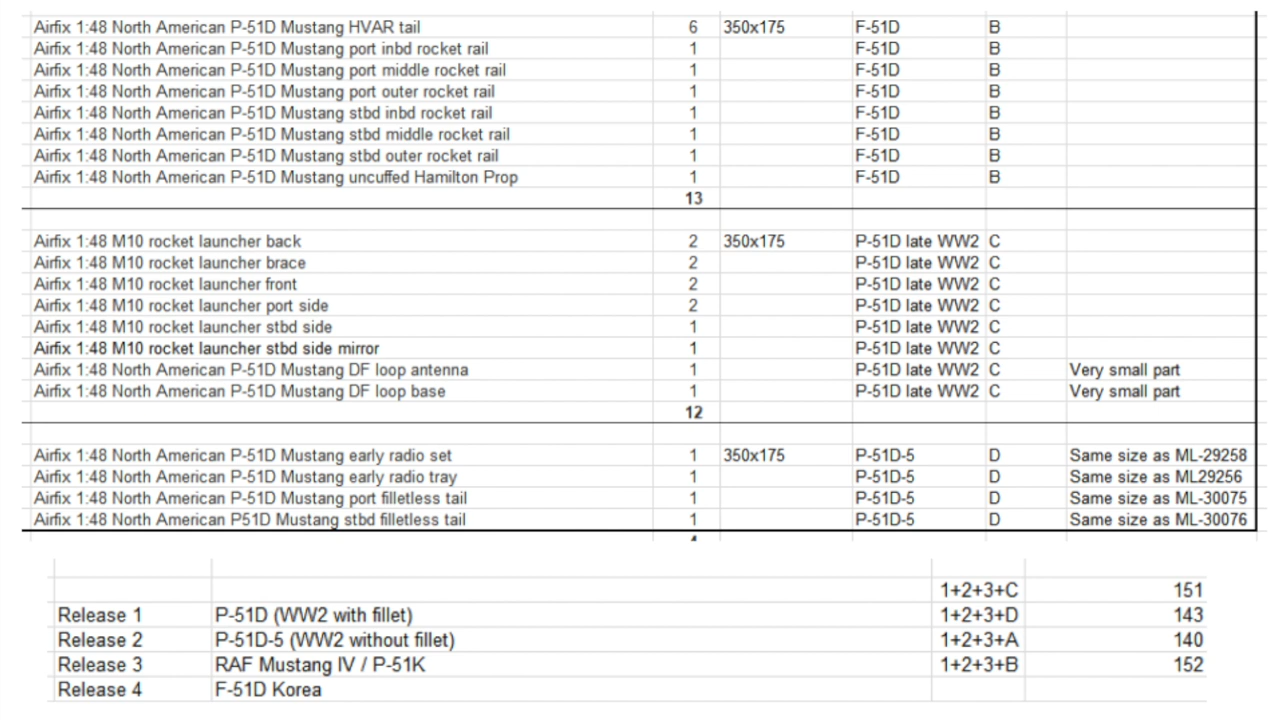 Airfix 1:48 North American P-51D Mustang HVAR tail 6 350x175 F-51D B
Airfix 1:48 North American P-51D Mustang port inbd rocket rail 1 F-51D B
Airfix 1:48 North American P-51D Mustang port middle rocket rail 1 F-51D B
Airfix 1:48 North American P-51D Mustang port outer rocket rail 1 F-51D B
Airfix 1:48 North American P-51D Mustang stbd inbd rocket rail 1 F-51D B
Airfix 1:48 North American P-51D Mustang stbd middle rocket rail 1 F-51D B
Airfix 1:48 North American P-51D Mustang stbd outer rocket rail 1 F-51D B
Airfix 1:48 North American P-51D Mustang uncuffed Hamilton Prop 1 F-51D B
13
Airfix 1:48 M10 rocket launcher back 2 350x175 P-51D late WW2 C
Airfix 1:48 M10 rocket launcher brace 2 P-51D late WW2 C
Airfix 1:48 M10 rocket launcher front 2 P-51D late WW2 C
Airfix 1:48 M10 rocket launcher port side 2 P-51D late WW2 C
Airfix 1:48 M10 rocket launcher stbd side 1 P-51D late WW2 C
Airfix 1:48 M10 rocket launcher stbd side mirror 1 P-51D late WW2 C
Airfix 1:48 North American P-51D Mustang DF loop antenna 1 P-51D late WW2 C Very small part
Airfix 1:48 North American P-51D Mustang DF loop base 1 P-51D late WW2 C Very small part
12
Airfix 1:48 North American P-51D Mustang early radio set 1 350x175 P-51D-5 D Same size as ML-29258
Airfix 1:48 North American P-51D Mustang early radio tray 1 P-51D-5 D Same size as ML29256
Airfix 1:48 North American P-51D Mustang port filletless tail 1 P-51D-5 D Same size as ML-30075
Airfix 1:48 North American P51D Mustang stbd filletless tail 1 P-51D-5 D Same size as ML-30076
1+2+3+C 151
Release 1 P-51D (WW2 with fillet) 1+2+3+D 143
Release 2 P-51D-5 (WW2 without fillet) 1+2+3+A 140
Release 3 RAF Mustang IV / P-51K 1+2+3+B 152
Release 4 F-51D Korea